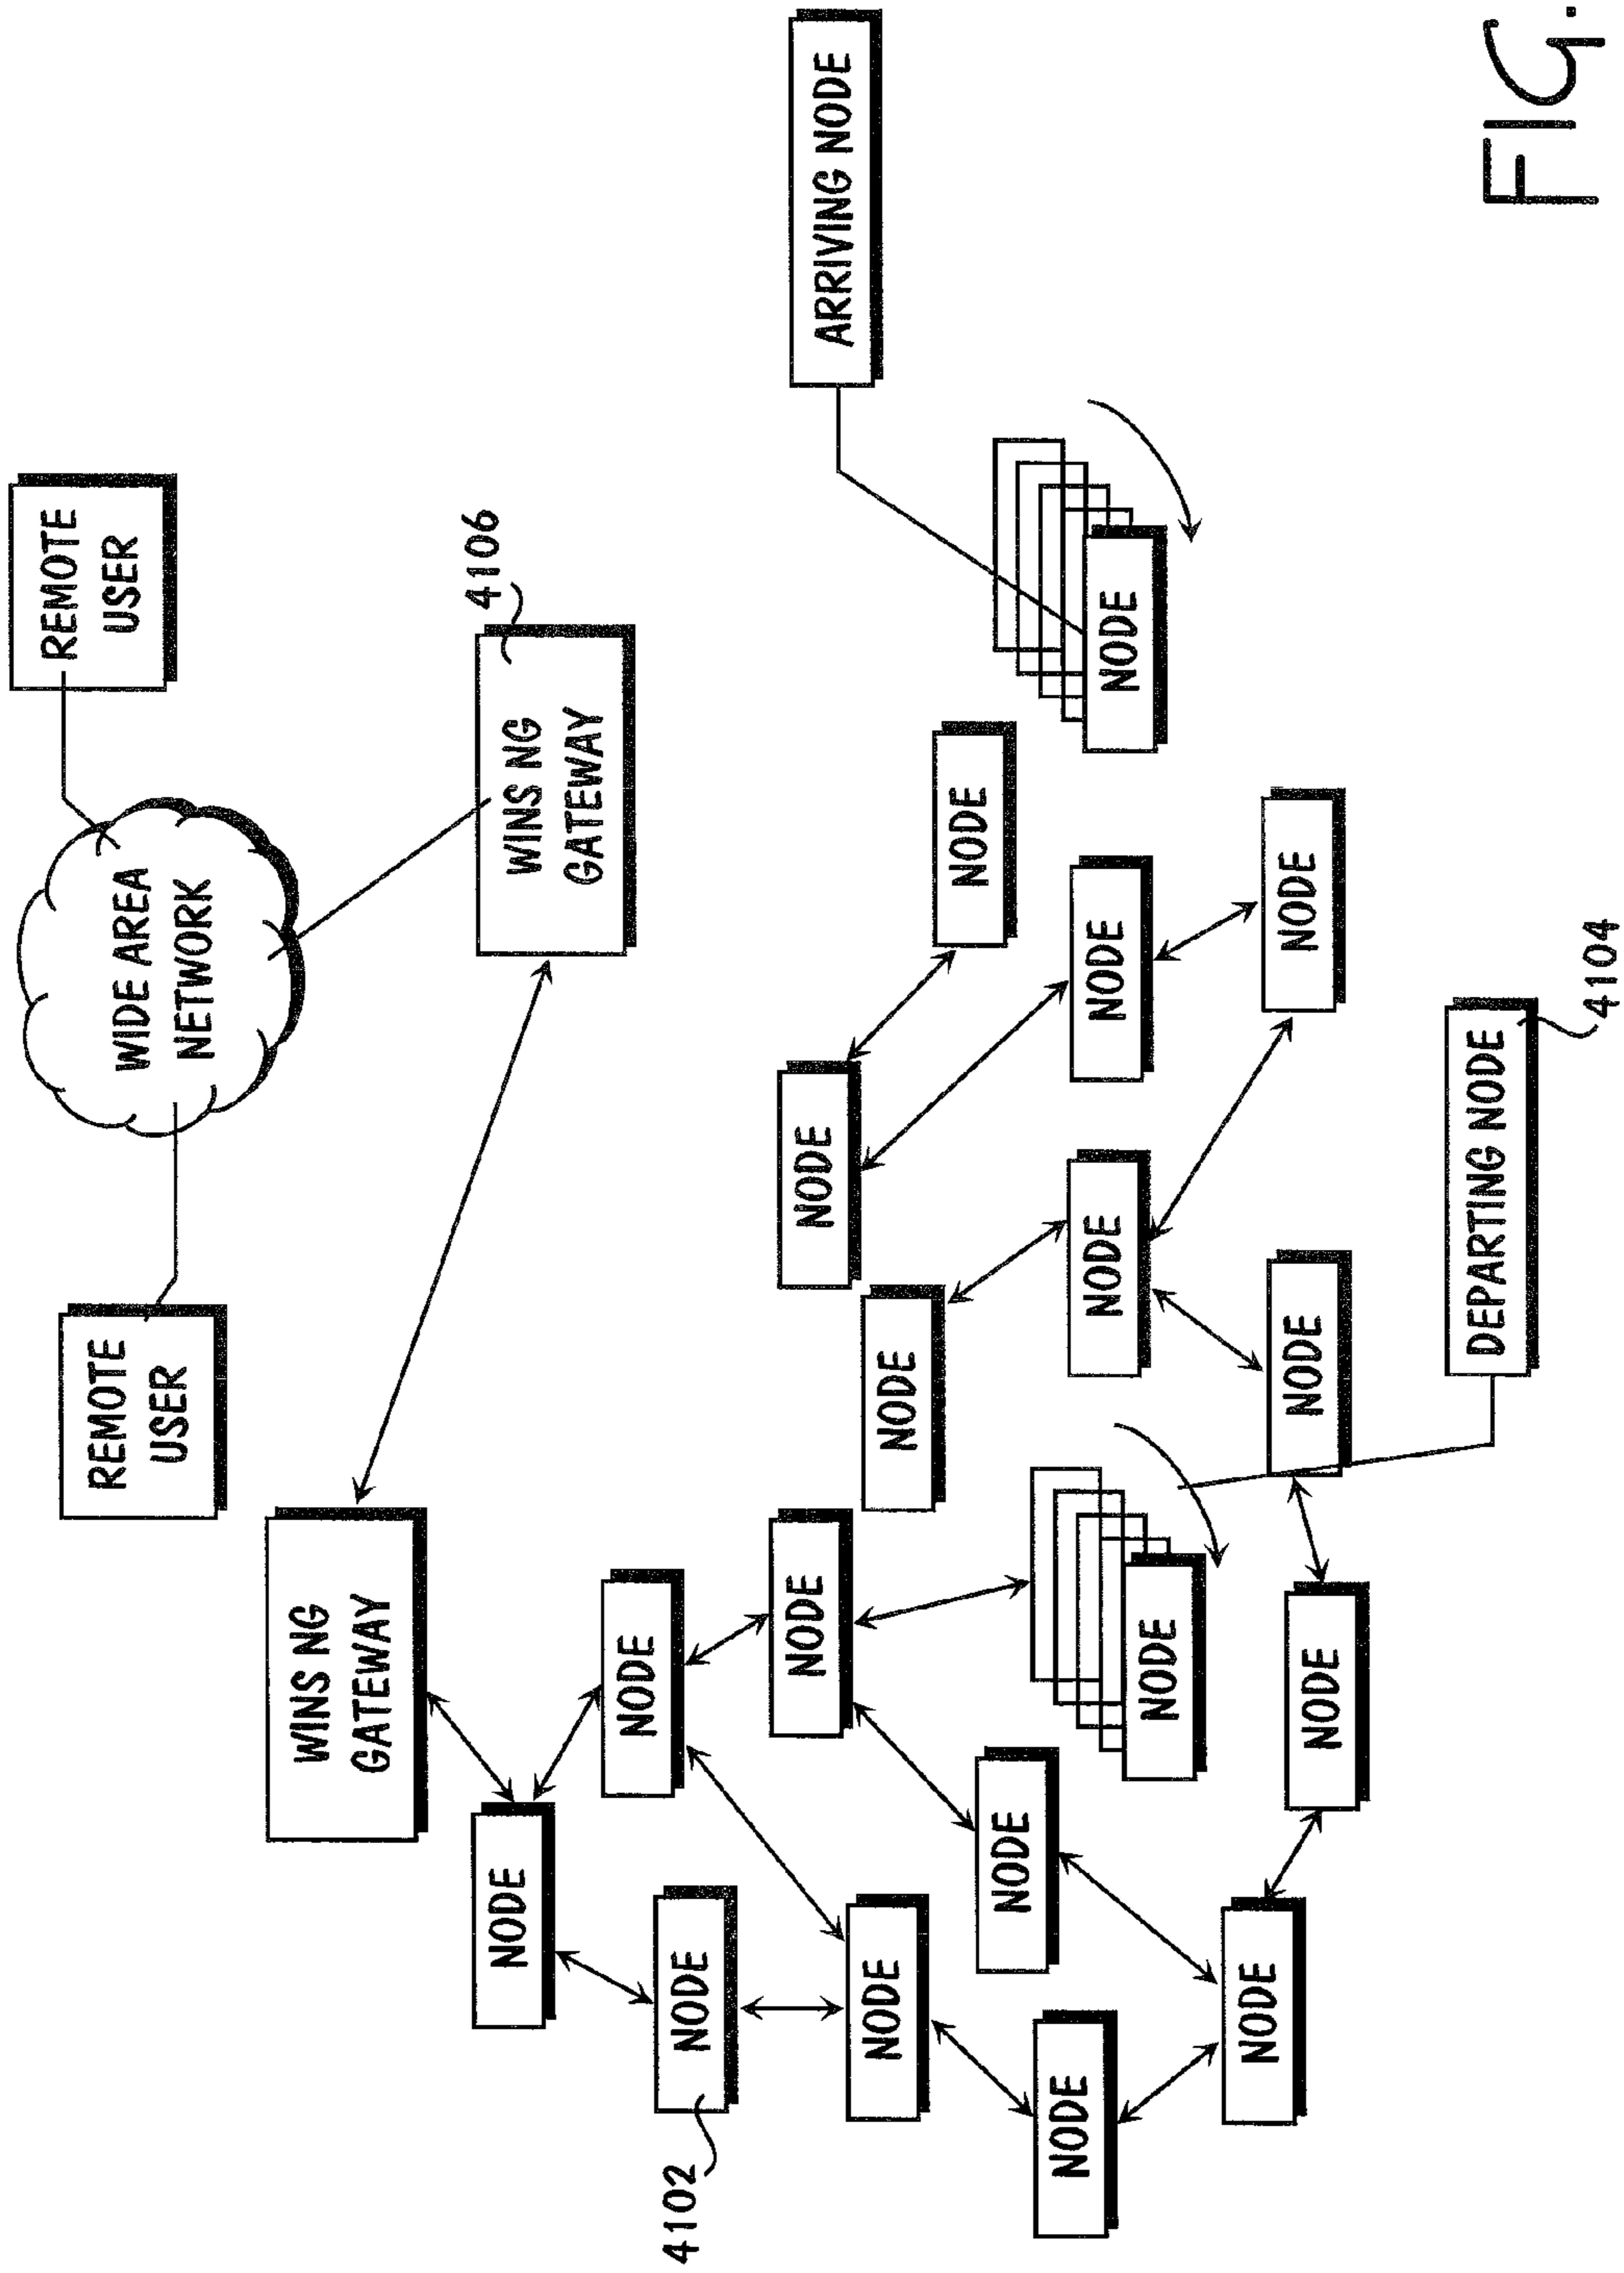 REMOTE
USER
WIDE AREA
NETWORK
REMOTE
USER
WINS NG
GATEWAY
4106
WINS NG
GATEWAY
NODE
NODE
4102
NODE
NODE
NODE
ARRIVING NODE
NODE
NODE
NODE
NODE
NODE
NODE
NODE
NODE
NODE
NODE
NODE
NODE
NODE
DEPARTING NODE
4104
FIG.